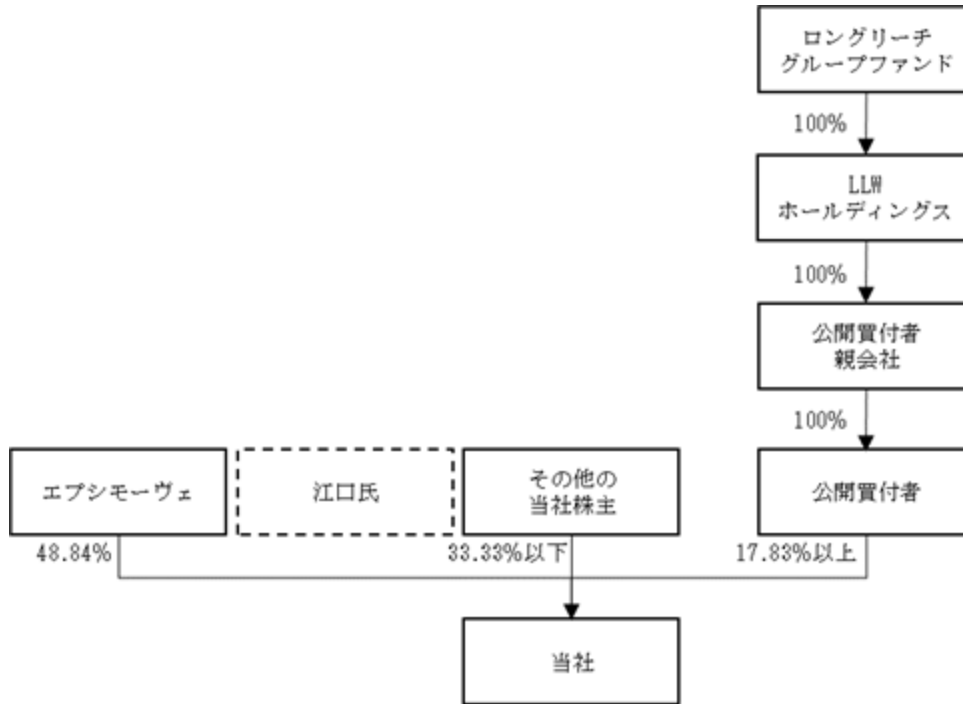 ロングリーチ
グループファンド
100%
LLW
ホールディングス
100%
公開買付者
親会社
100%
エプシモーヴェ
江口氏
その他の
当社株主
公開買付者
48.84%
33.33%以下
17.83%以上
当社